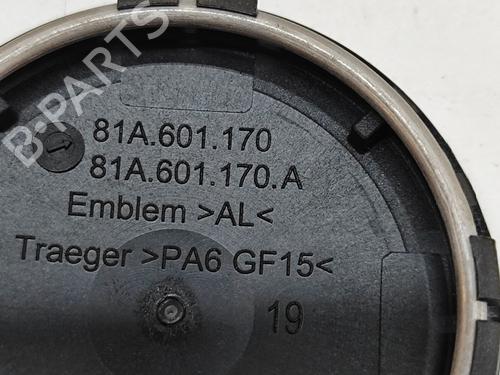 B-PARTS
81A.601.170
81A.601.170.A
Emblem >AL<
Traeger >PA6 GF15<
19